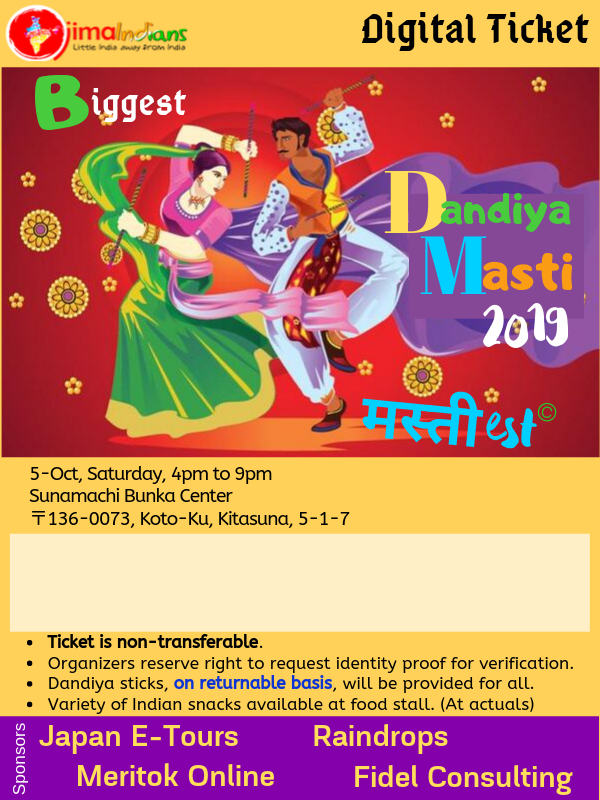 OjimaIndians
Little India away from India
Digital Ticket
Biggest
Dandiya
Masti
2019
मस्तीest©
5-Oct, Saturday, 4pm to 9pm
Sunamachi Bunka Center
〒136-0073, Koto-Ku, Kitasuna, 5-1-7
• Ticket is non-transferable.
• Organizers reserve right to request identity proof for verification.
• Dandiya sticks, on returnable basis, will be provided for all.
• Variety of Indian snacks available at food stall. (At actuals)
Sponsors
Japan E-Tours Raindrops
Meritok Online Fidel Consulting